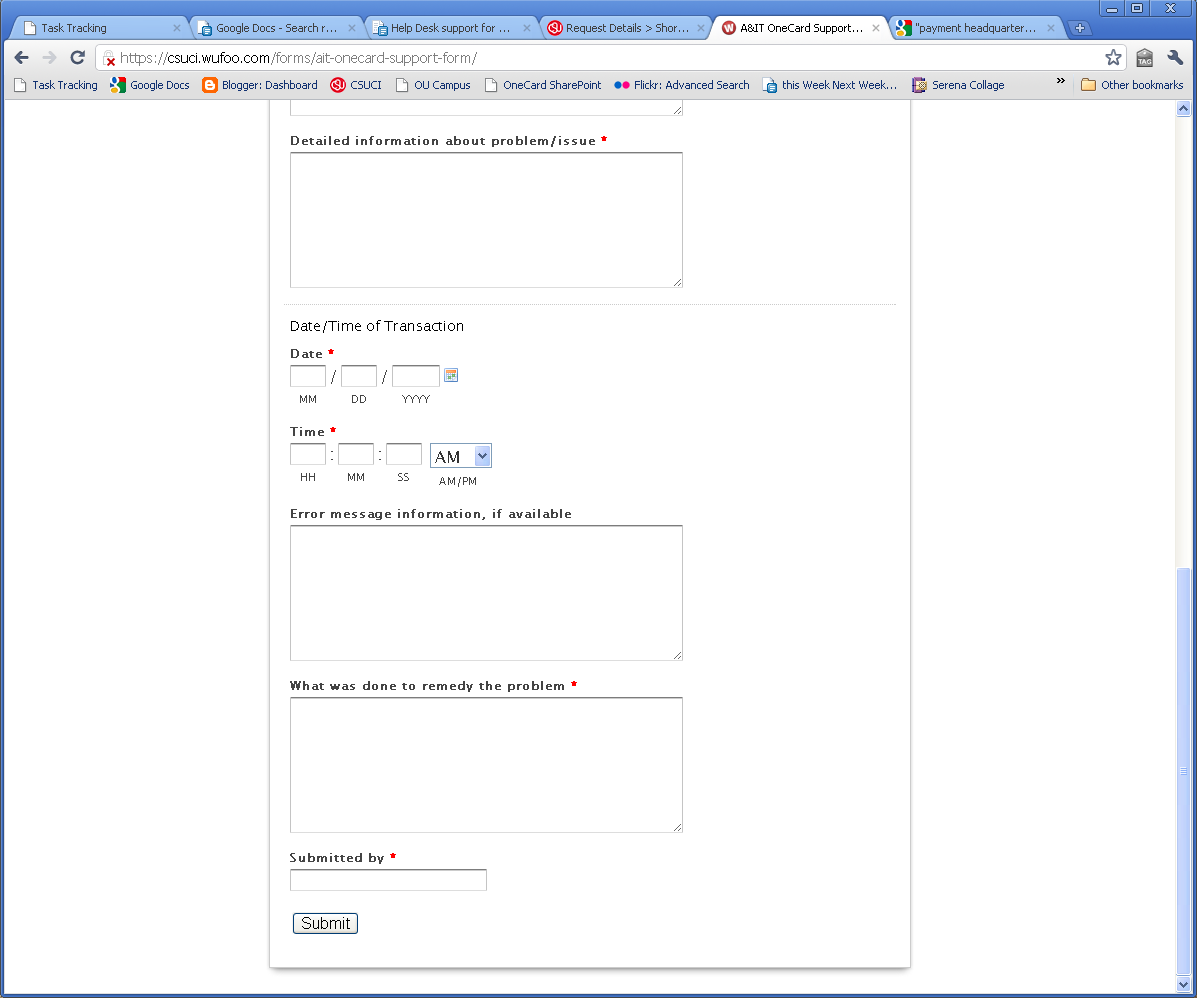 Task Tracking
Google Docs - Search r...
Help Desk support for ...
Request Details > Shor...
A&IT OneCard Support...
"payment headquarter...
https://csuci.wufoo.com/forms/ait-onecard-support-form/
TAG
Task Tracking
Google Docs
Blogger: Dashboard
CSUCI
OU Campus
OneCard SharePoint
Flickr: Advanced Search
this Week Next Week...
Serena Collage
»
Other bookmarks
Detailed information about problem/issue *
Date/Time of Transaction
Date *
/ /
MM DD YYYY
Time *
: : AM
HH MM SS AM/PM
Error message information, if available
What was done to remedy the problem *
Submitted by *
Submit